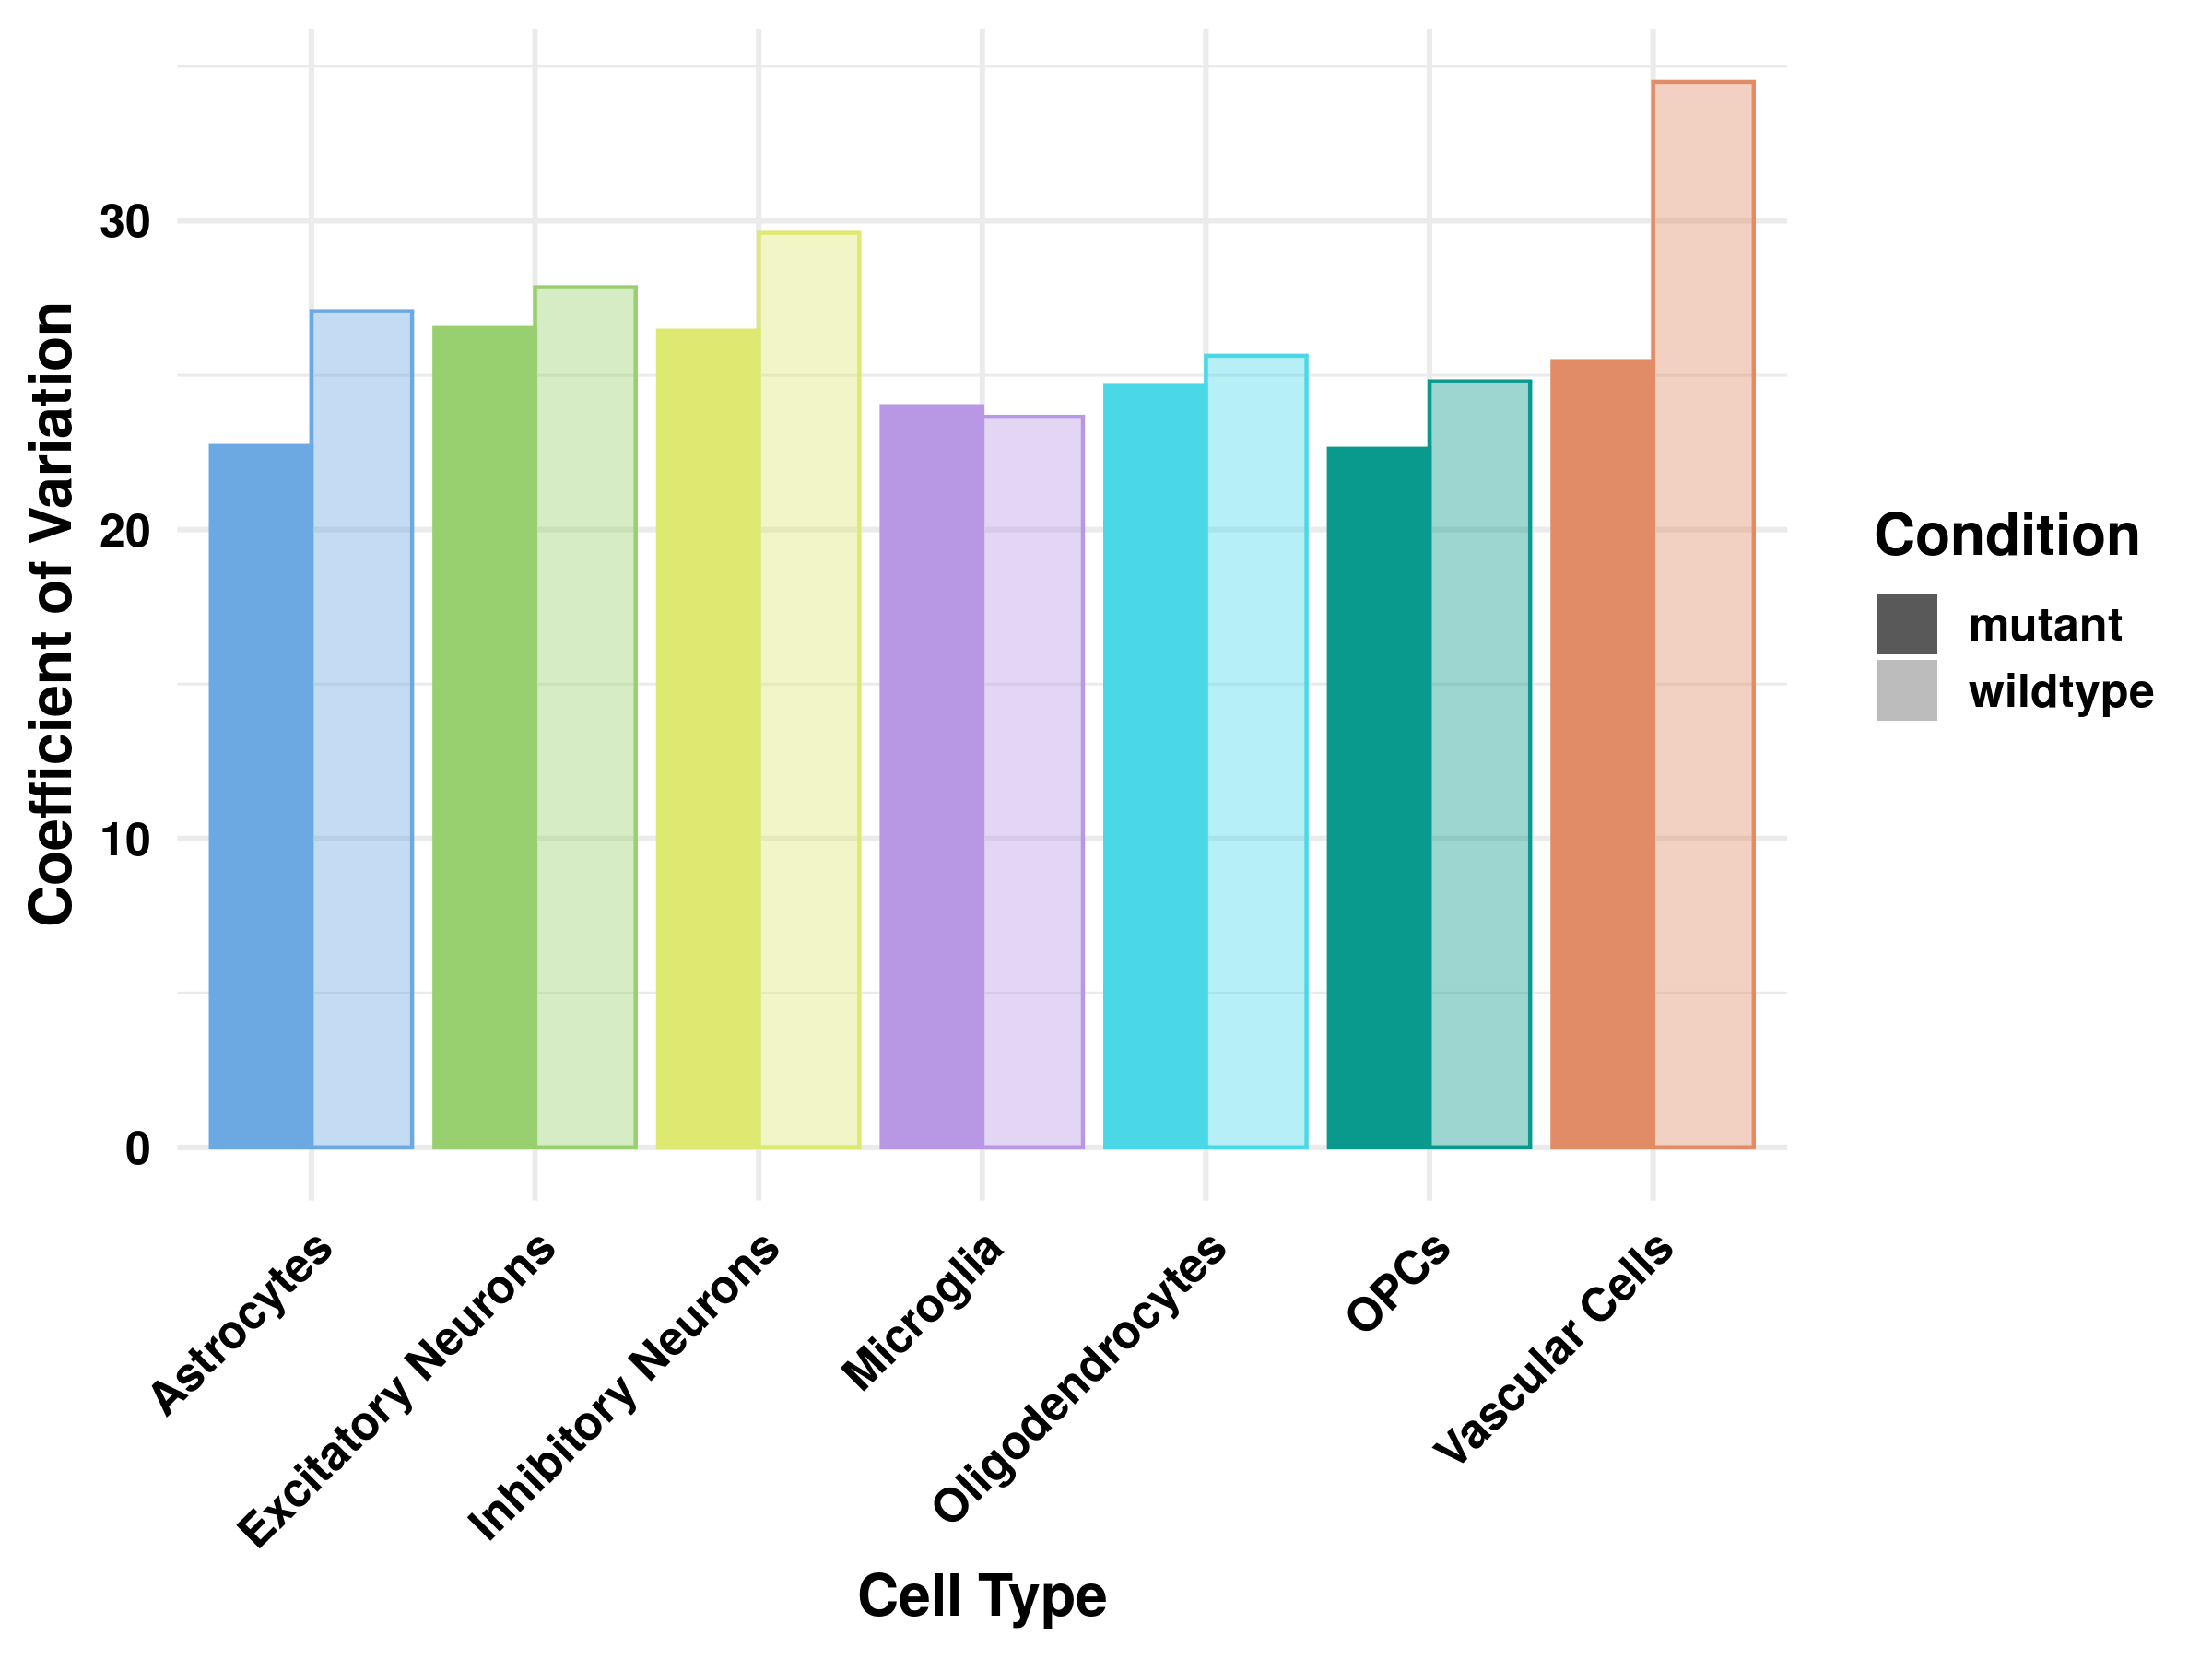 Coefficient of Variation
30
20
10
0
Astrocytes
Excitatory Neurons
Inhibitory Neurons
Microglia
Oligodendrocytes
OPCs
Vascular Cells
Cell Type
Condition
mutant
wildtype